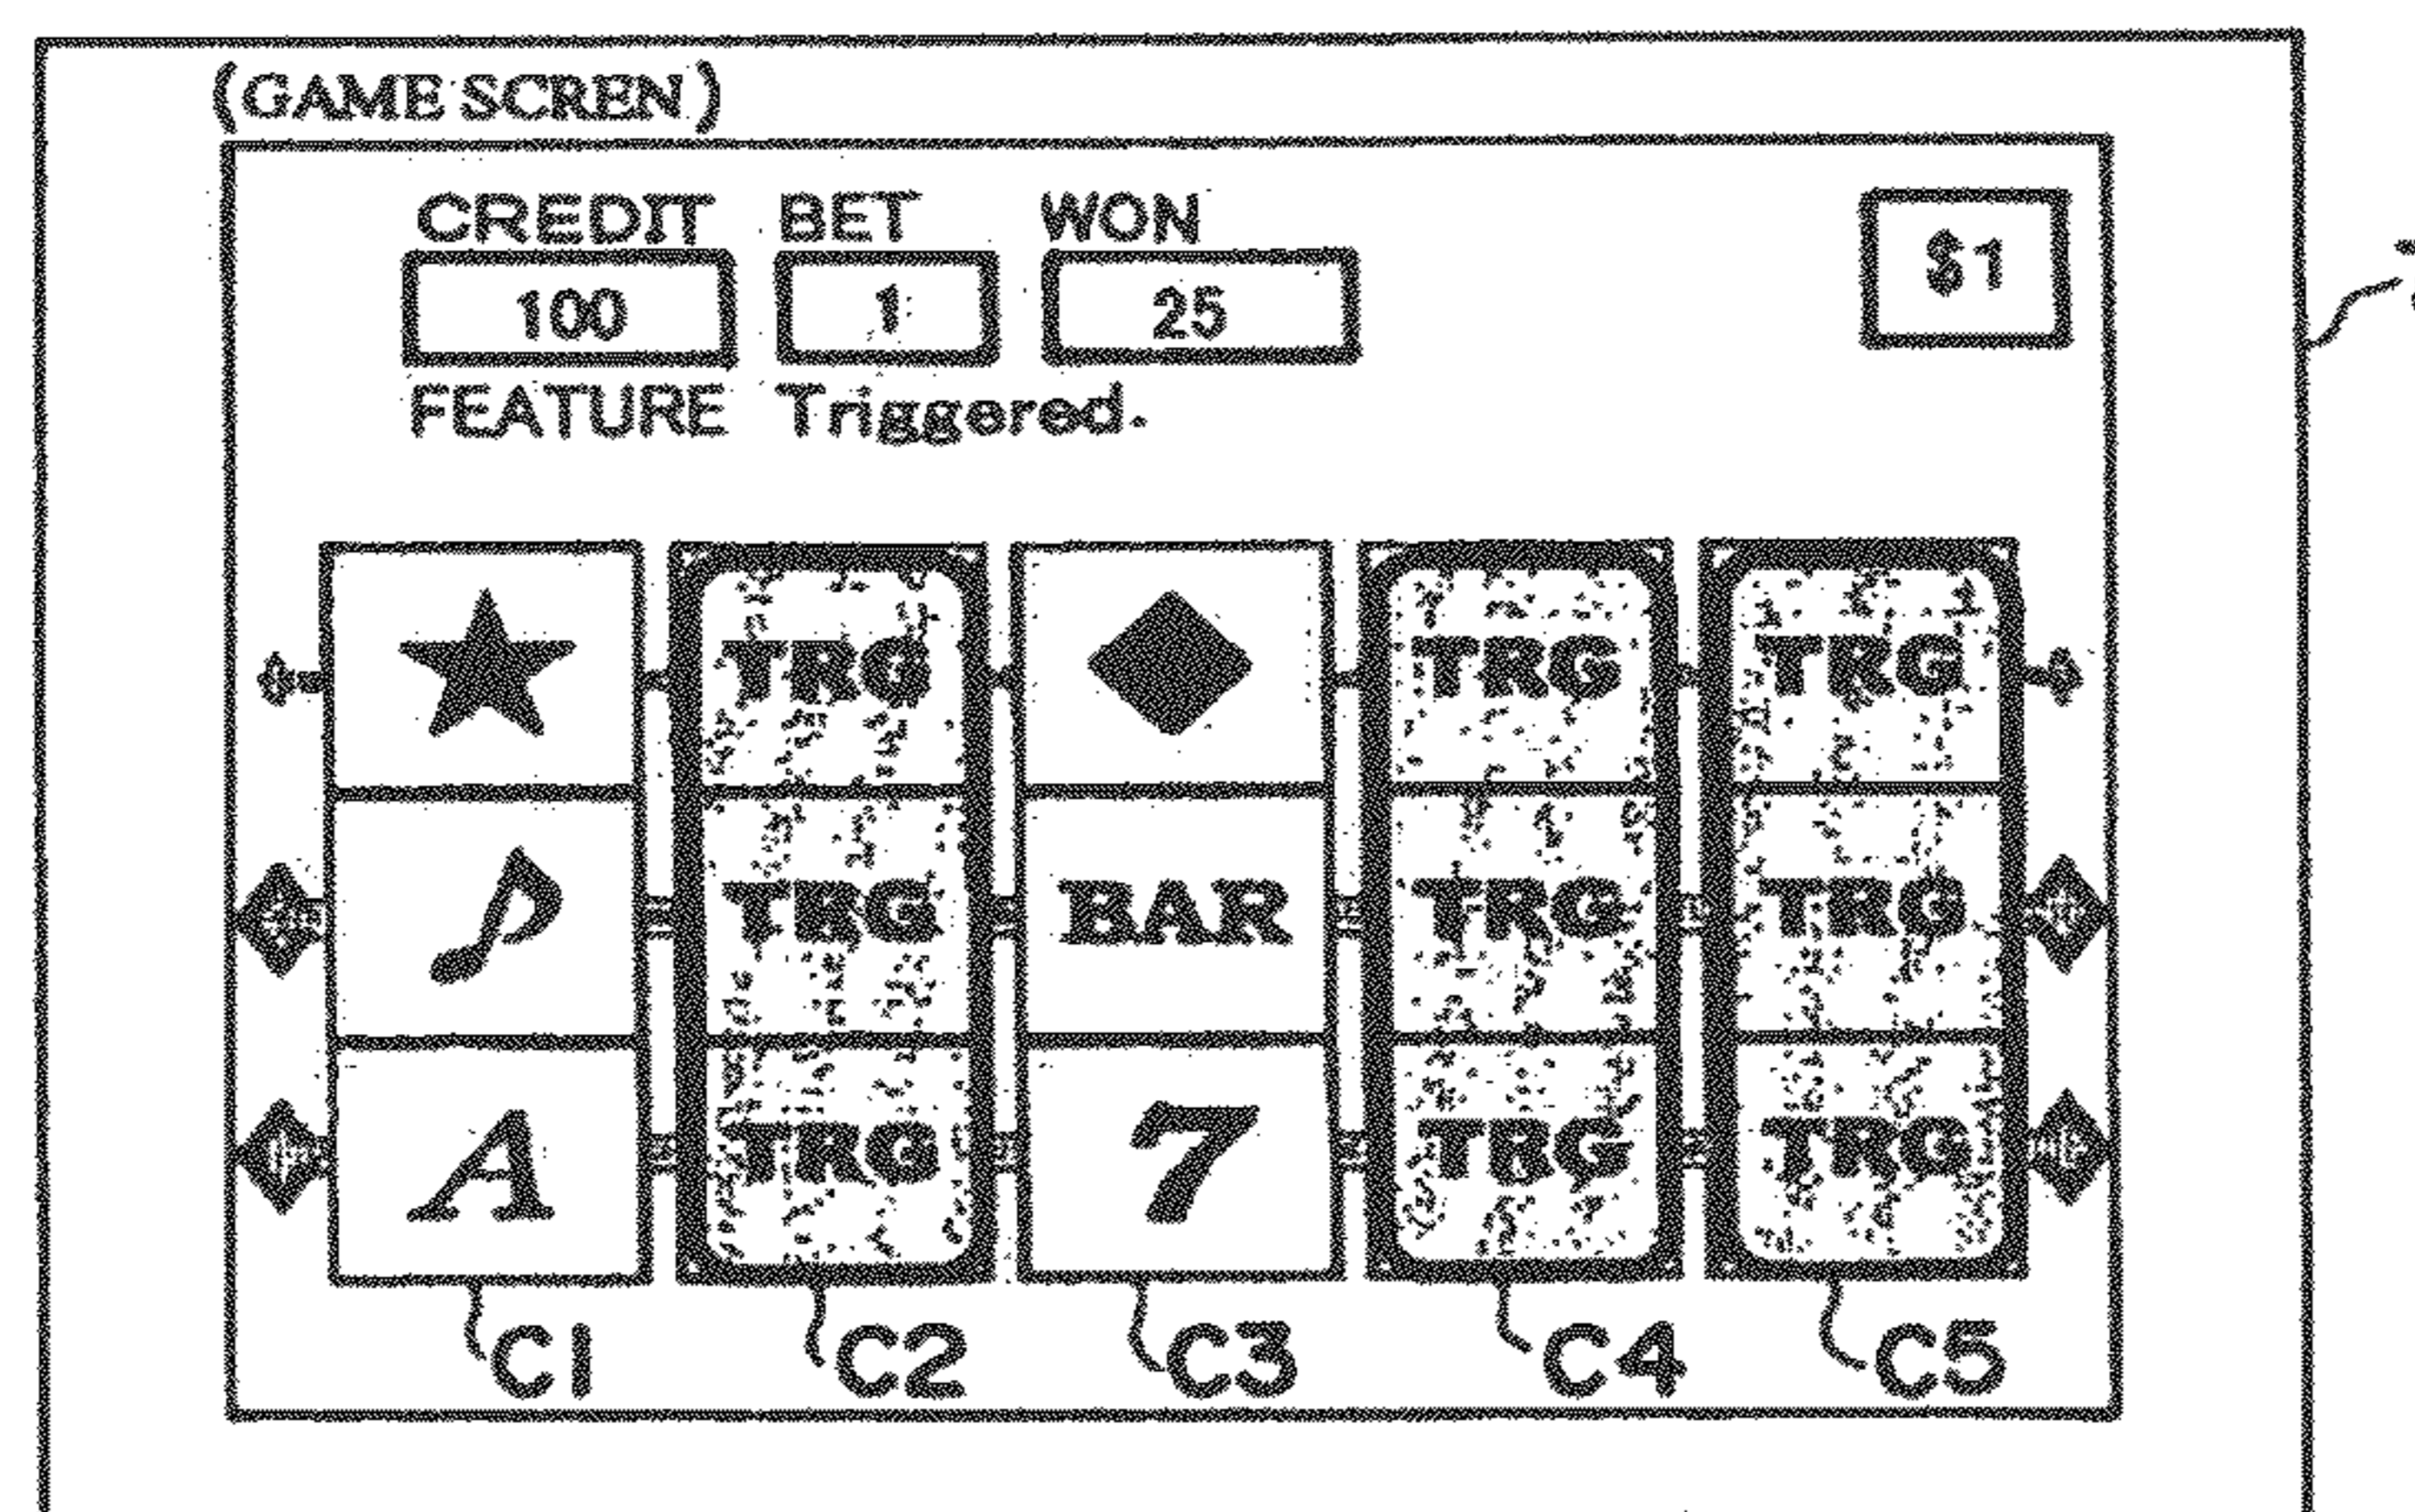 (GAME SCREN)
CREDIT BET WON
100 1 25 $1
FEATURE Triggered.
TRG TRG TRG
TRG BAR TRG TRG
A TRG 7 TRG TRG
C1 C2 C3 C4 C5